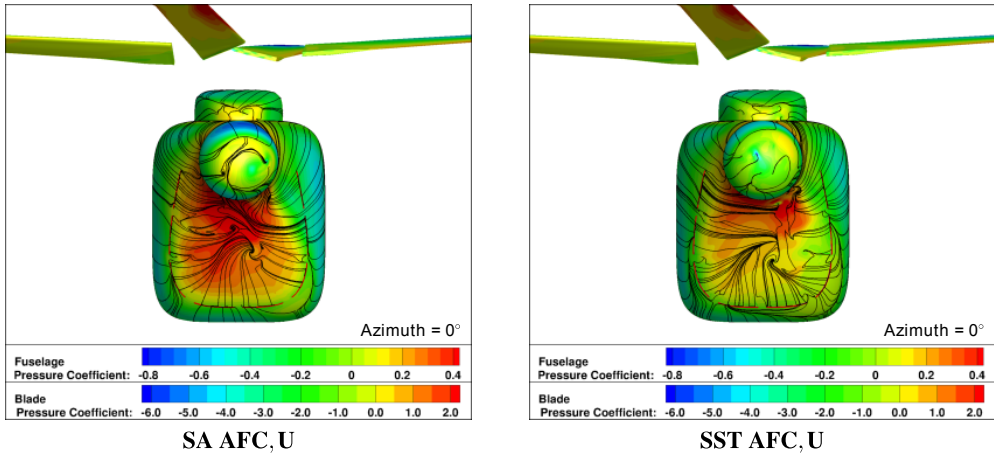 Azimuth = 0°
Fuselage
Pressure Coefficient: -0.8 -0.6 -0.4 -0.2 0 0.2 0.4
Blade
Pressure Coefficient: -6.0 -5.0 -4.0 -3.0 -2.0 -1.0 0.0 1.0 2.0
SA AFC, U
Azimuth = 0°
Fuselage
Pressure Coefficient: -0.8 -0.6 -0.4 -0.2 0 0.2 0.4
Blade
Pressure Coefficient: -6.0 -5.0 -4.0 -3.0 -2.0 -1.0 0.0 1.0 2.0
SST AFC, U